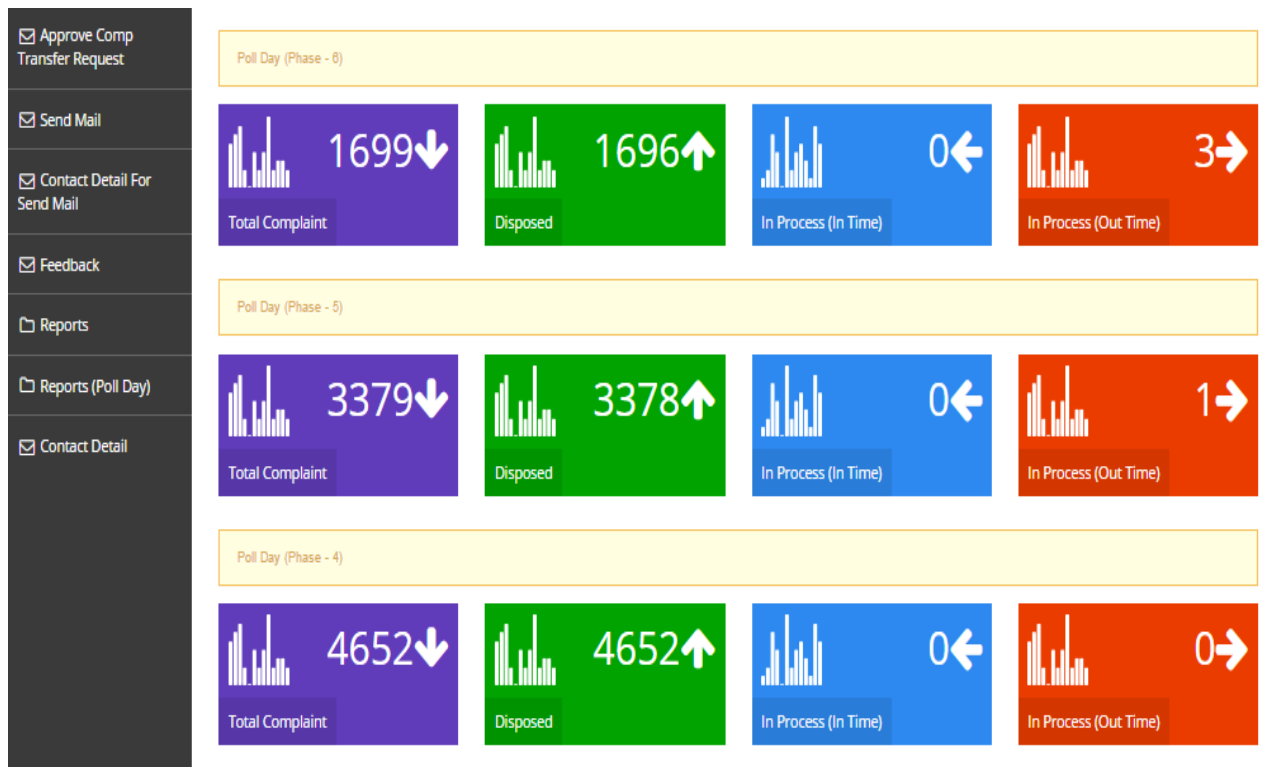 Approve Comp
Transfer Request
Send Mail
Contact Detail For
Send Mail
Feedback
Reports
Reports (Poll Day)
Contact Detail
Poll Day (Phase - 6)
1699
Total Complaint
1696
Disposed
0
In Process (In Time)
3
In Process (Out Time)
Poll Day (Phase - 5)
3379
Total Complaint
3378
Disposed
0
In Process (In Time)
1
In Process (Out Time)
Poll Day (Phase - 4)
4652
Total Complaint
4652
Disposed
0
In Process (In Time)
0
In Process (Out Time)